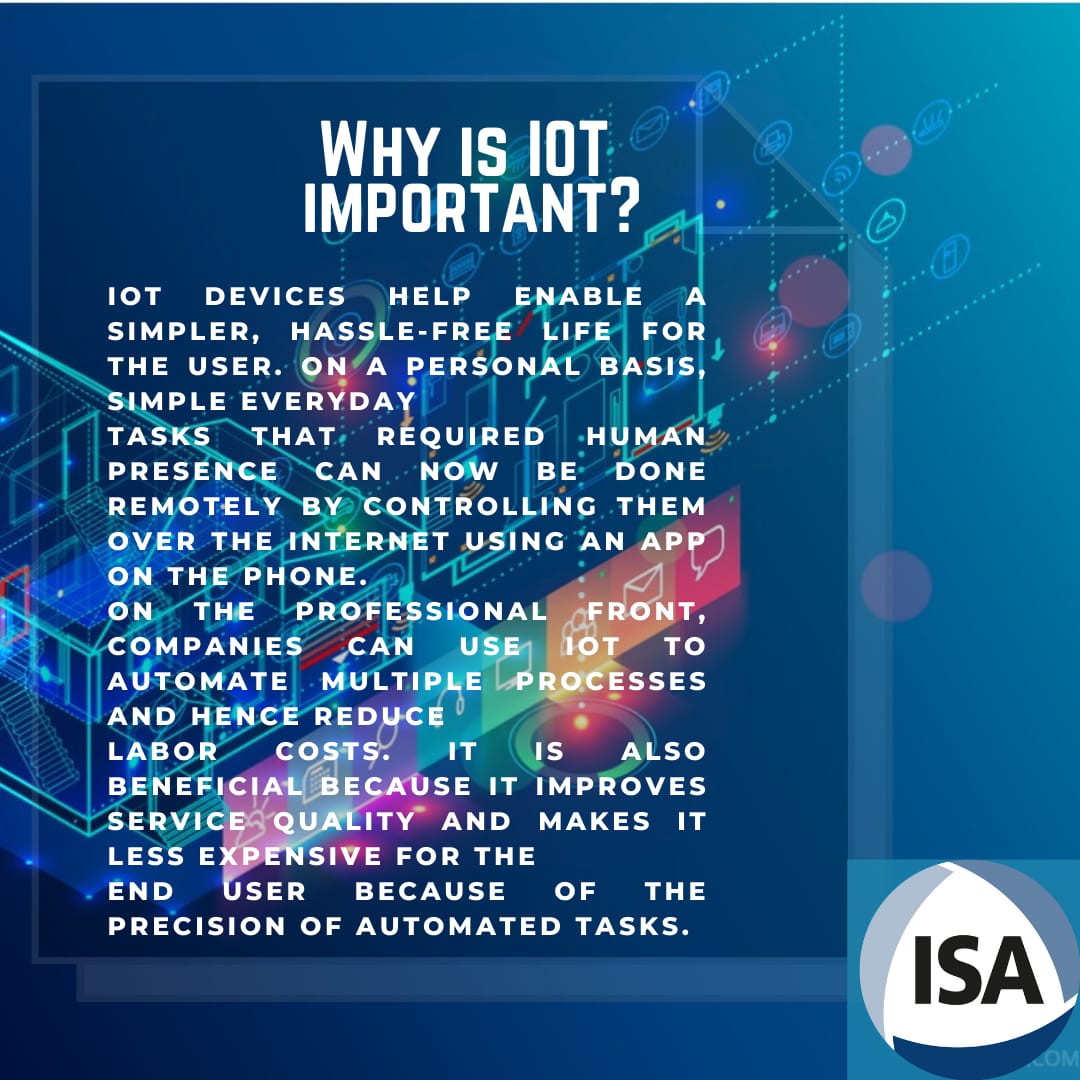 WHY IS IOT
IMPORTANT?
IOT DEVICES HELP ENABLE A
SIMPLER, HASSLE-FREE LIFE FOR
THE USER. ON A PERSONAL BASIS,
SIMPLE EVERYDAY
TASKS THAT REQUIRED HUMAN
PRESENCE CAN NOW BE DONE
REMOTELY BY CONTROLLING THEM
OVER THE INTERNET USING AN APP
ON THE PHONE.
ON THE PROFESSIONAL FRONT,
COMPANIES CAN USE IOT TO
AUTOMATE MULTIPLE PROCESSES
AND HENCE REDUCE
LABOR COSTS. IT IS ALSO
BENEFICIAL BECAUSE IT IMPROVES
SERVICE QUALITY AND MAKES IT
LESS EXPENSIVE FOR THE
END USER BECAUSE OF THE
PRECISION OF AUTOMATED TASKS.
ISA
.COM